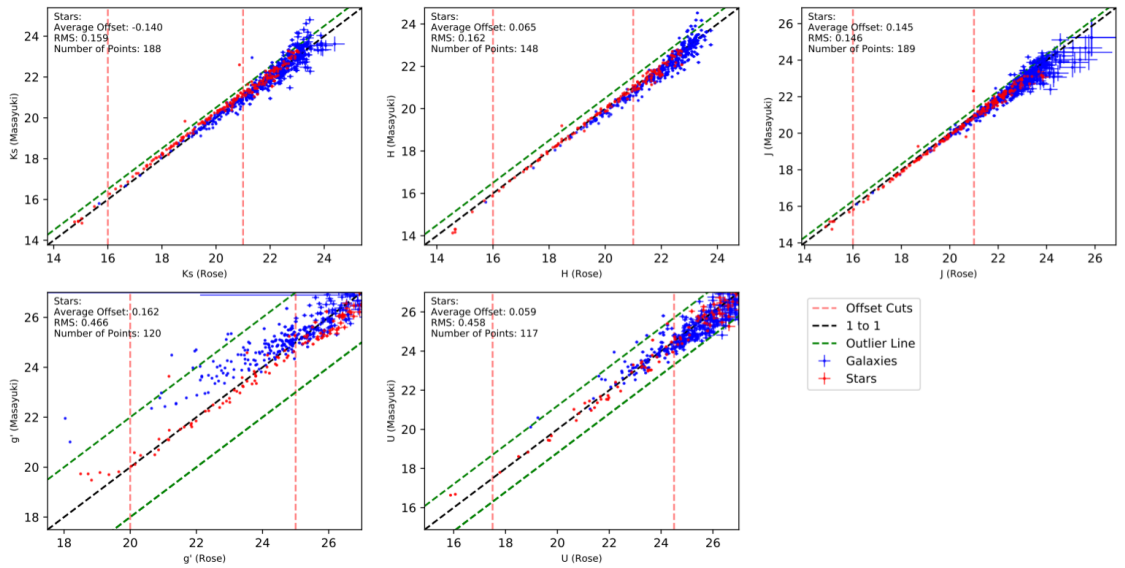 Stars:
Average Offset: -0.140
RMS: 0.159
Number of Points: 188
24
22
20
18
16
14
Ks (Masayuki)
14 16 18 20 22 24
Ks (Rose)
Stars:
Average Offset: 0.065
RMS: 0.162
Number of Points: 148
24
22
20
18
16
14
H (Masayuki)
14 16 18 20 22 24
H (Rose)
Stars:
Average Offset: 0.145
RMS: 0.146
Number of Points: 189
26
24
22
20
18
16
14
J (Masayuki)
14 16 18 20 22 24 26
J (Rose)
Stars:
Average Offset: 0.162
RMS: 0.466
Number of Points: 120
26
24
22
20
18
g' (Masayuki)
18 20 22 24 26
g' (Rose)
Stars:
Average Offset: 0.059
RMS: 0.458
Number of Points: 117
26
24
22
20
18
16
U (Masayuki)
16 18 20 22 24 26
U (Rose)
Offset Cuts
1 to 1
Outlier Line
Galaxies
Stars